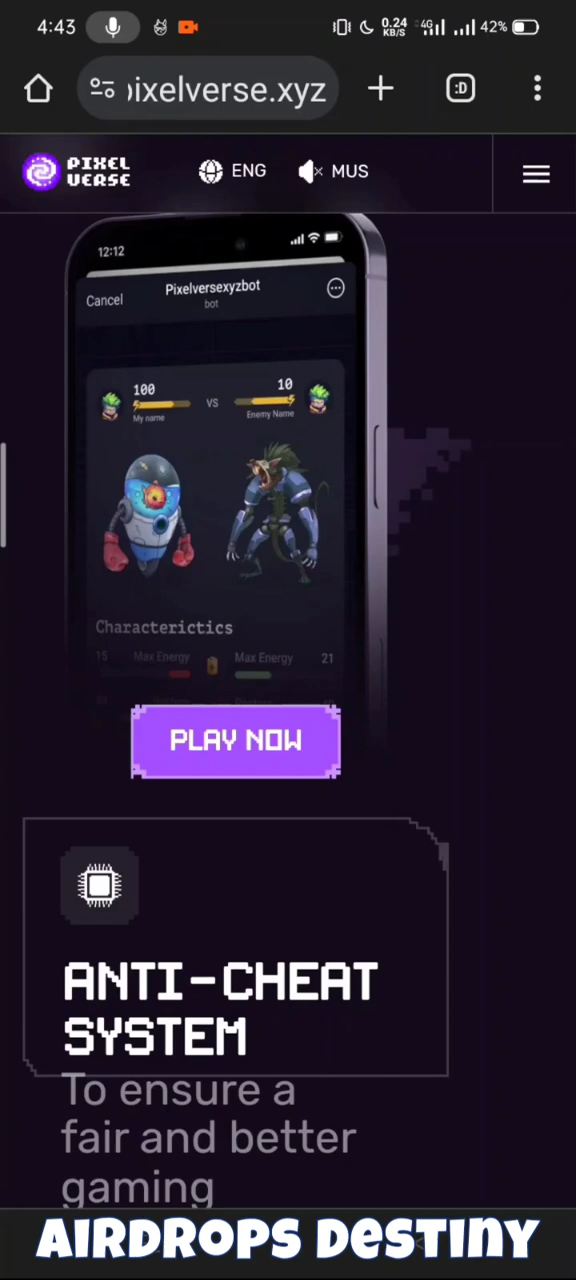 4:43
0.24 KB/S
4G
42%
pixelverse.xyz
:D
PIXEL VERSE
ENG
MUS
12:12
Cancel
Pixelversexyzbot
bot
100
10
VS
My name
Enemy Name
Characterictics
15 Max Energy
Max Energy 21
PLAY NOW
ANTI-CHEAT
SYSTEM
To ensure a
fair and better
gaming
AIRDROPS DESTINY